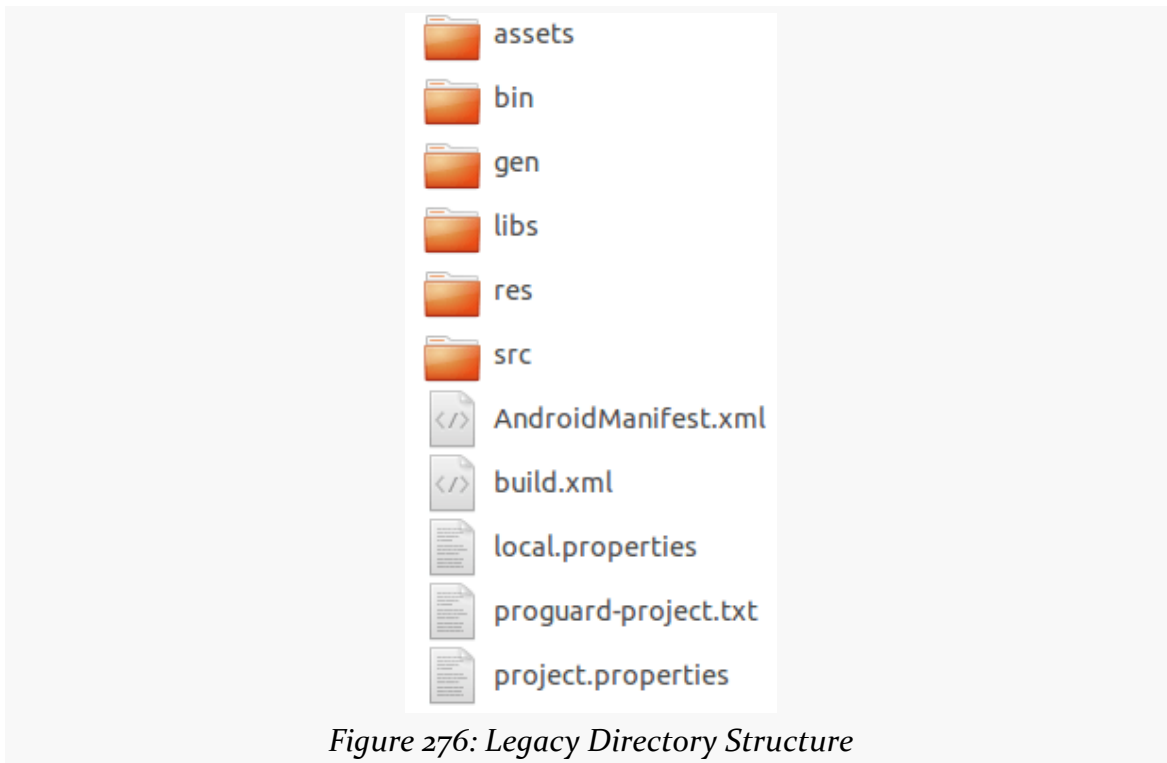 assets
bin
gen
libs
res
src
AndroidManifest.xml
build.xml
local.properties
proguard-project.txt
project.properties
Figure 276: Legacy Directory Structure